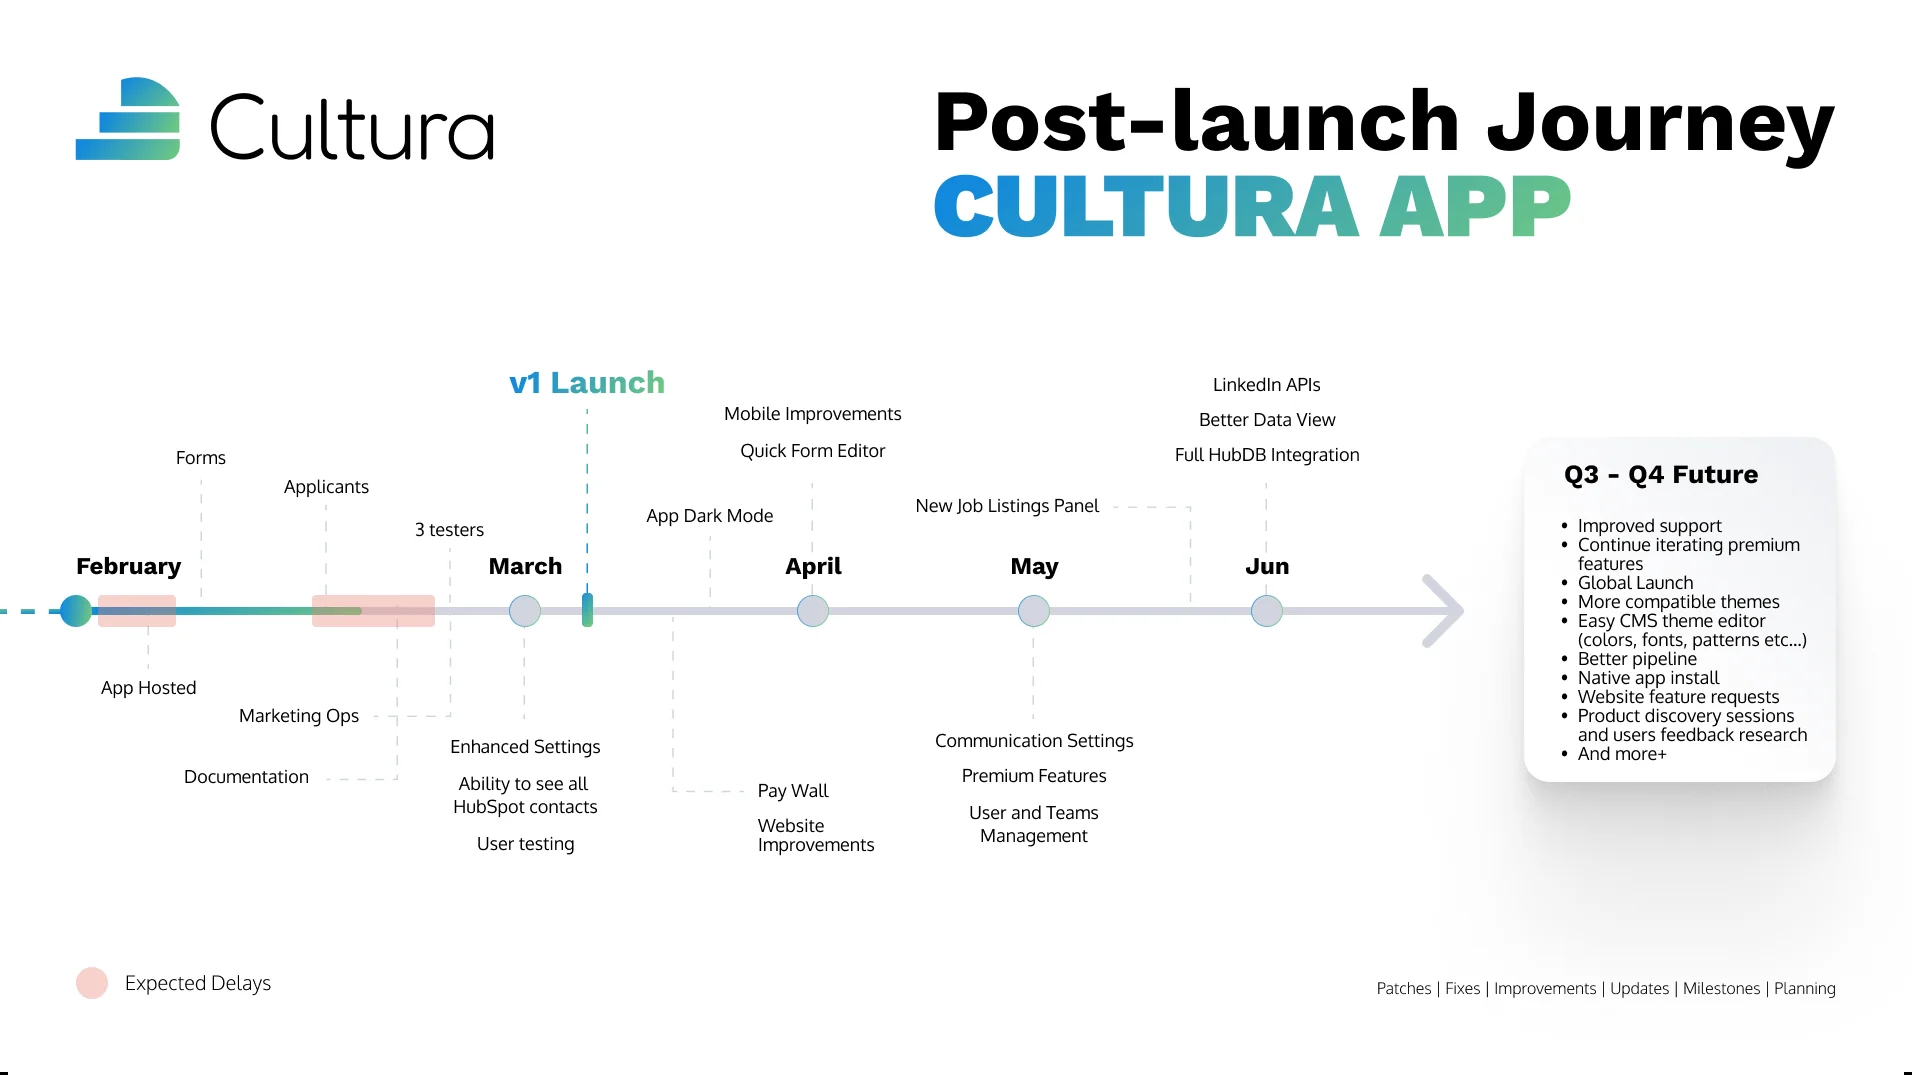 Cultura
Post-launch Journey
CULTURA APP
v1 Launch
LinkedIn APIs
Mobile Improvements
Better Data View
Quick Form Editor
Full HubDB Integration
Forms
Applicants
New Job Listings Panel
App Dark Mode
3 testers
February
March
April
May
Jun
App Hosted
Marketing Ops
Documentation
Enhanced Settings
Ability to see all
HubSpot contacts
User testing
Pay Wall
Website
Improvements
Communication Settings
Premium Features
User and Teams
Management
Q3 - Q4 Future
• Improved support
• Continue iterating premium
features
• Global Launch
• More compatible themes
• Easy CMS theme editor
(colors, fonts, patterns etc...)
• Better pipeline
• Native app install
• Website feature requests
• Product discovery sessions
and users feedback research
• And more+
Expected Delays
Patches | Fixes | Improvements | Updates | Milestones | Planning